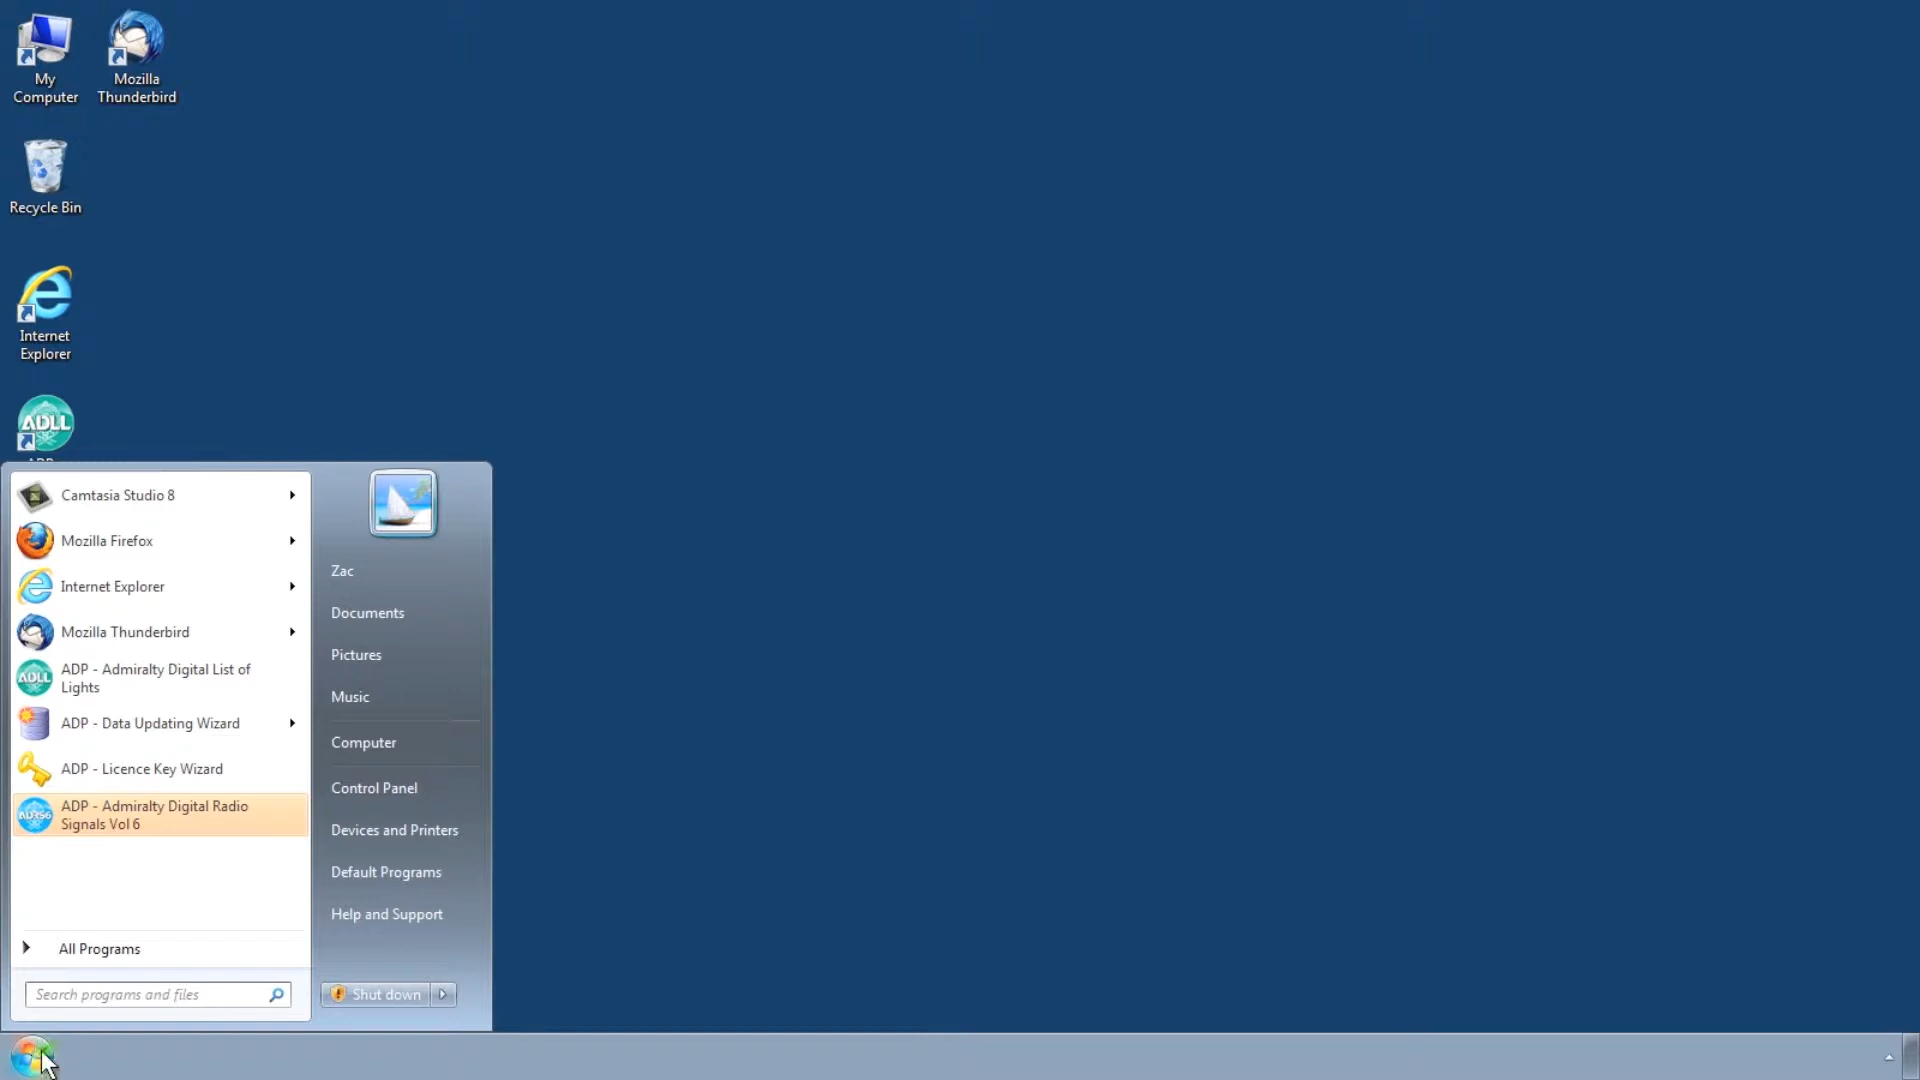 My
Computer
Mozilla
Thunderbird
Recycle Bin
Internet
Explorer
ADLL
Camtasia Studio 8
Mozilla Firefox
Internet Explorer
Mozilla Thunderbird
ADLL
ADP - Admiralty Digital List of
Lights
ADP - Data Updating Wizard
ADP - Licence Key Wizard
ADRS6
ADP - Admiralty Digital Radio
Signals Vol 6
All Programs
Search programs and files
Zac
Documents
Pictures
Music
Computer
Control Panel
Devices and Printers
Default Programs
Help and Support
Shut down